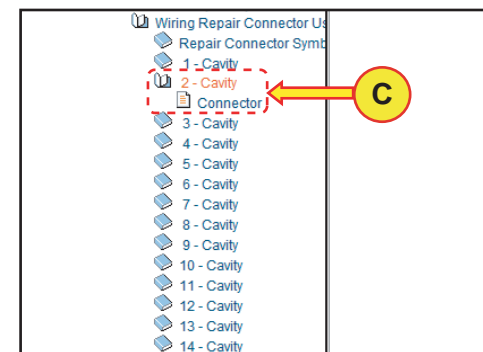 Wiring Repair Connector Us
Repair Connector Symb
1 - Cavity
2 - Cavity
Connector
C
3 - Cavity
4 - Cavity
5 - Cavity
6 - Cavity
7 - Cavity
8 - Cavity
9 - Cavity
10 - Cavity
11 - Cavity
12 - Cavity
13 - Cavity
14 - Cavity